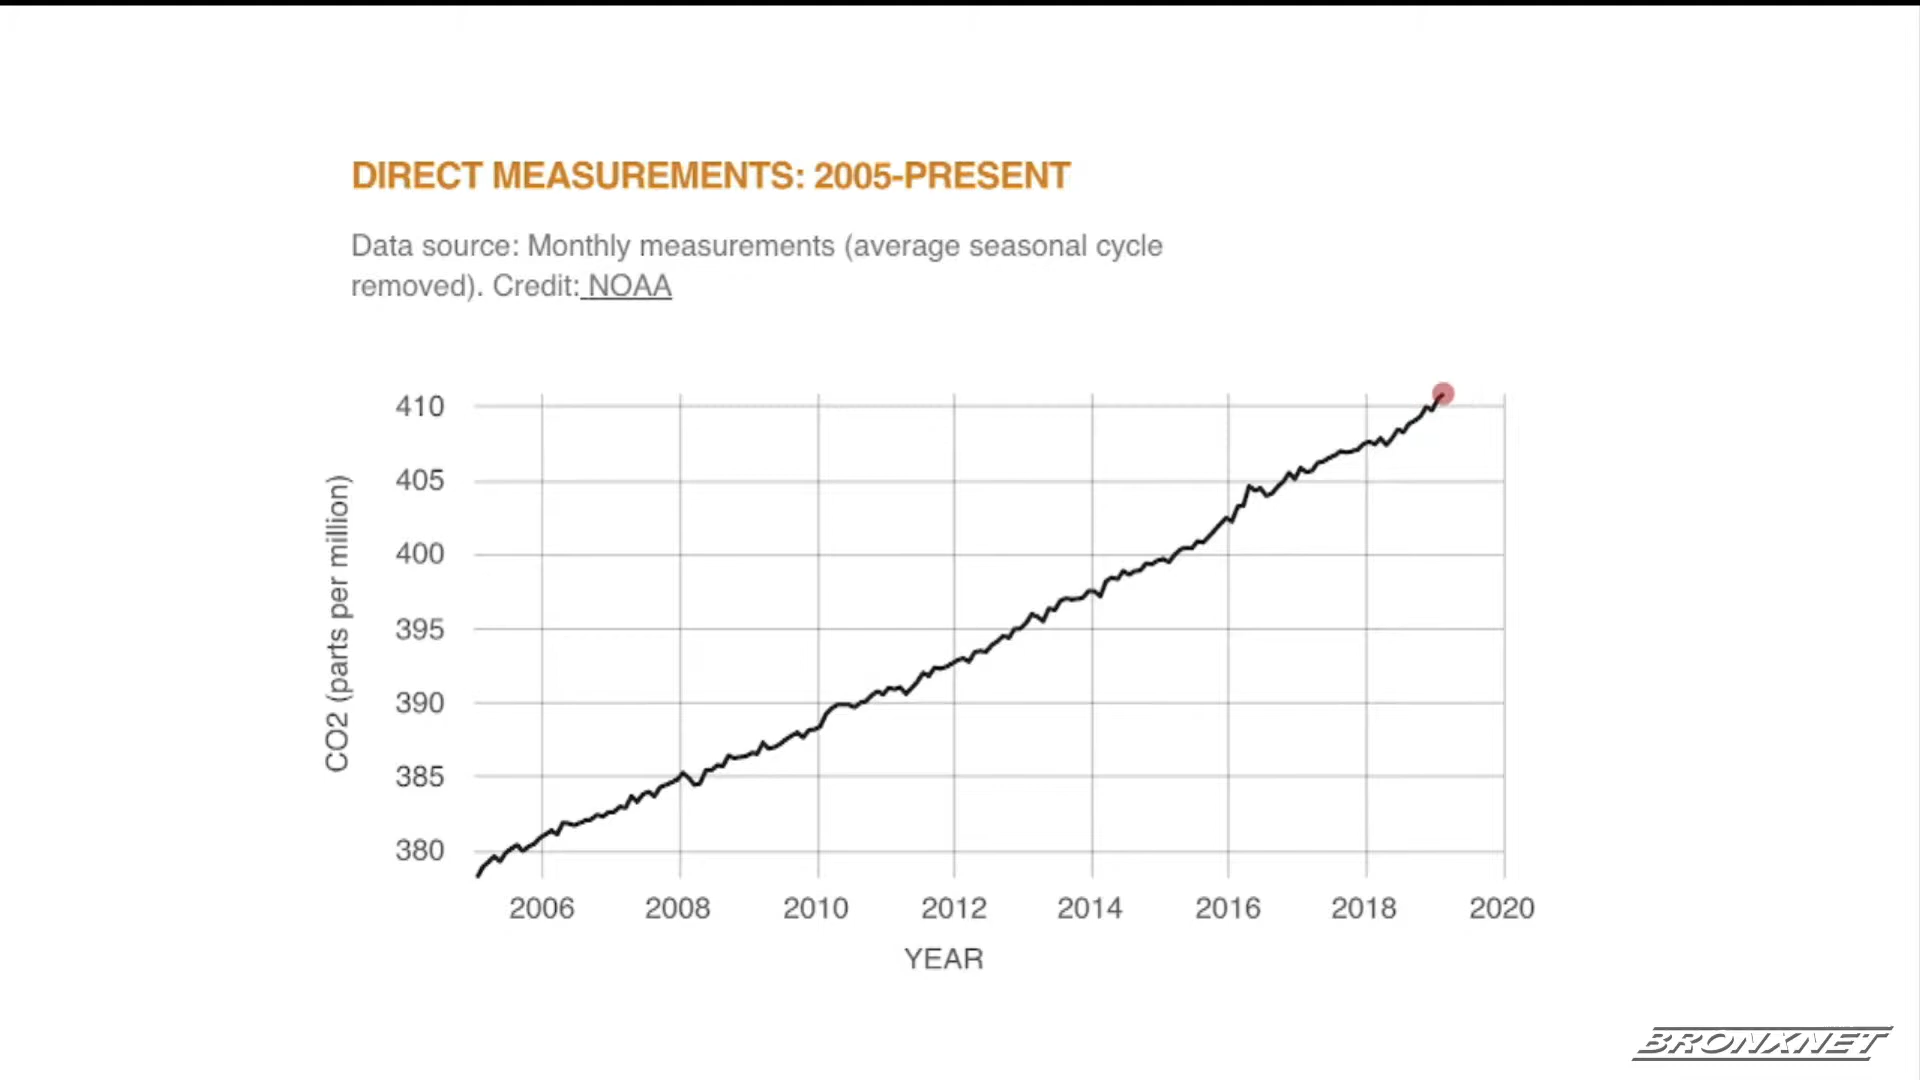 DIRECT MEASUREMENTS: 2005-PRESENT
Data source: Monthly measurements (average seasonal cycle
removed). Credit: NOAA
410
405
400
395
390
385
380
CO2 (parts per million)
2006 2008 2010 2012 2014 2016 2018 2020
YEAR
BRONXNET